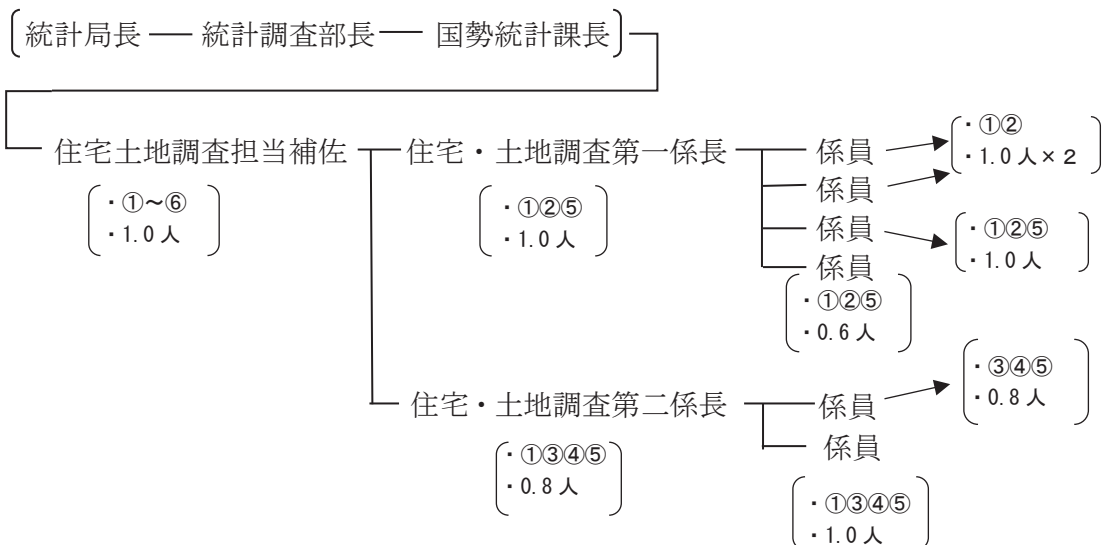 統計局長 ― 統計調査部長 ― 国勢統計課長
住宅土地調査担当補佐
・①～⑥
・1.0人
住宅・土地調査第一係長
・①②⑤
・1.0人
係員
・①②
・1.0人×2
係員
係員
・①②⑤
・1.0人
係員
・①②⑤
・0.6人
住宅・土地調査第二係長
・①③④⑤
・0.8人
係員
・③④⑤
・0.8人
係員
・①③④⑤
・1.0人